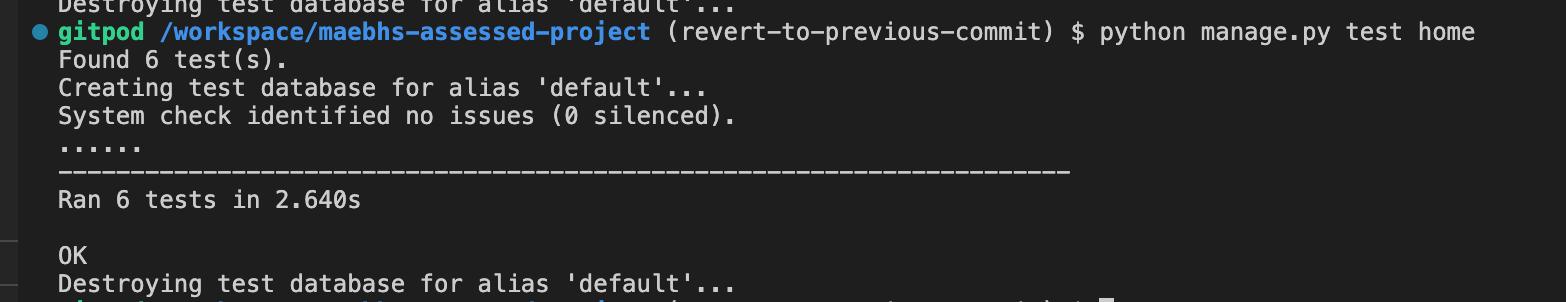 Destroying test database for alias 'default'...
gitpod /workspace/maebhs-assessed-project (revert-to-previous-commit) $ python manage.py test home
Found 6 test(s).
Creating test database for alias 'default'...
System check identified no issues (0 silenced).
......
----------------------------------------------------------------------
Ran 6 tests in 2.640s
OK
Destroying test database for alias 'default'...